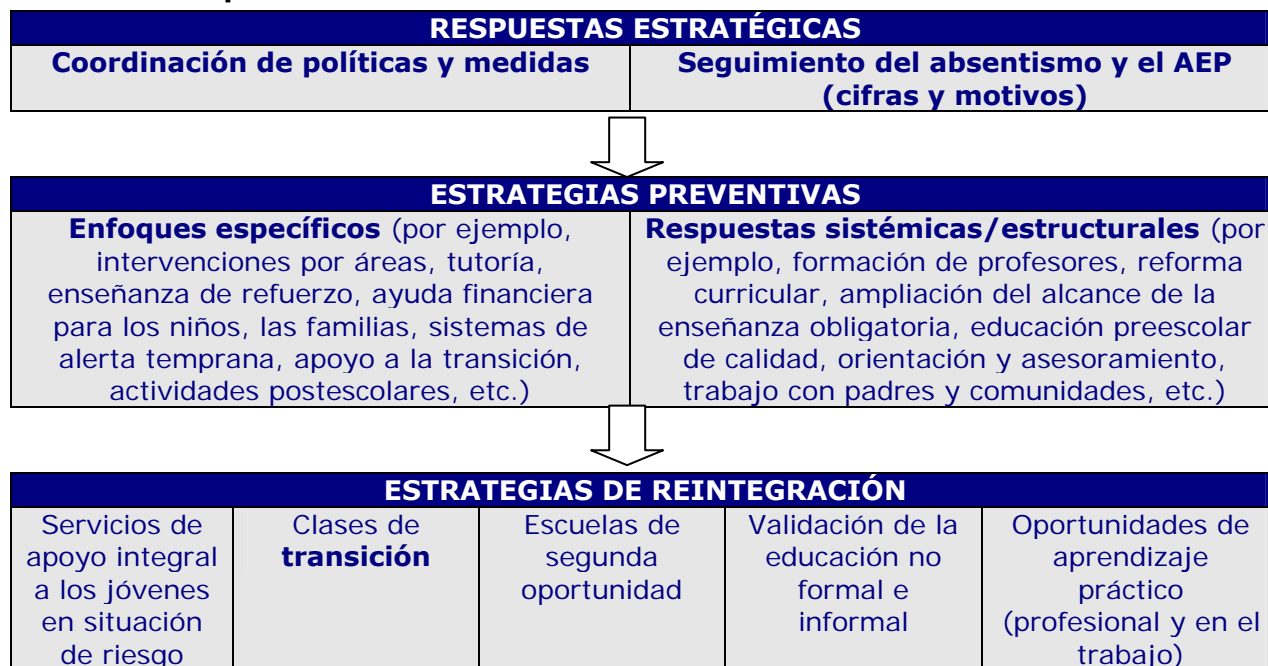 RESPUESTAS ESTRATÉGICAS
Coordinación de políticas y medidas
Seguimiento del absentismo y el AEP
(cifras y motivos)
ESTRATEGIAS PREVENTIVAS
Enfoques específicos (por ejemplo,
intervenciones por áreas, tutoría,
enseñanza de refuerzo, ayuda financiera
para los niños, las familias, sistemas de
alerta temprana, apoyo a la transición,
actividades postescolares, etc.)
Respuestas sistémicas/estructurales (por
ejemplo, formación de profesores, reforma
curricular, ampliación del alcance de la
enseñanza obligatoria, educación preescolar
de calidad, orientación y asesoramiento,
trabajo con padres y comunidades, etc.)
ESTRATEGIAS DE REINTEGRACIÓN
Servicios de
apoyo integral
a los jóvenes
en situación
de riesgo
Clases de
transición
Escuelas de
segunda
oportunidad
Validación de la
educación no
formal e
informal
Oportunidades de
aprendizaje
práctico
(profesional y en el
trabajo)